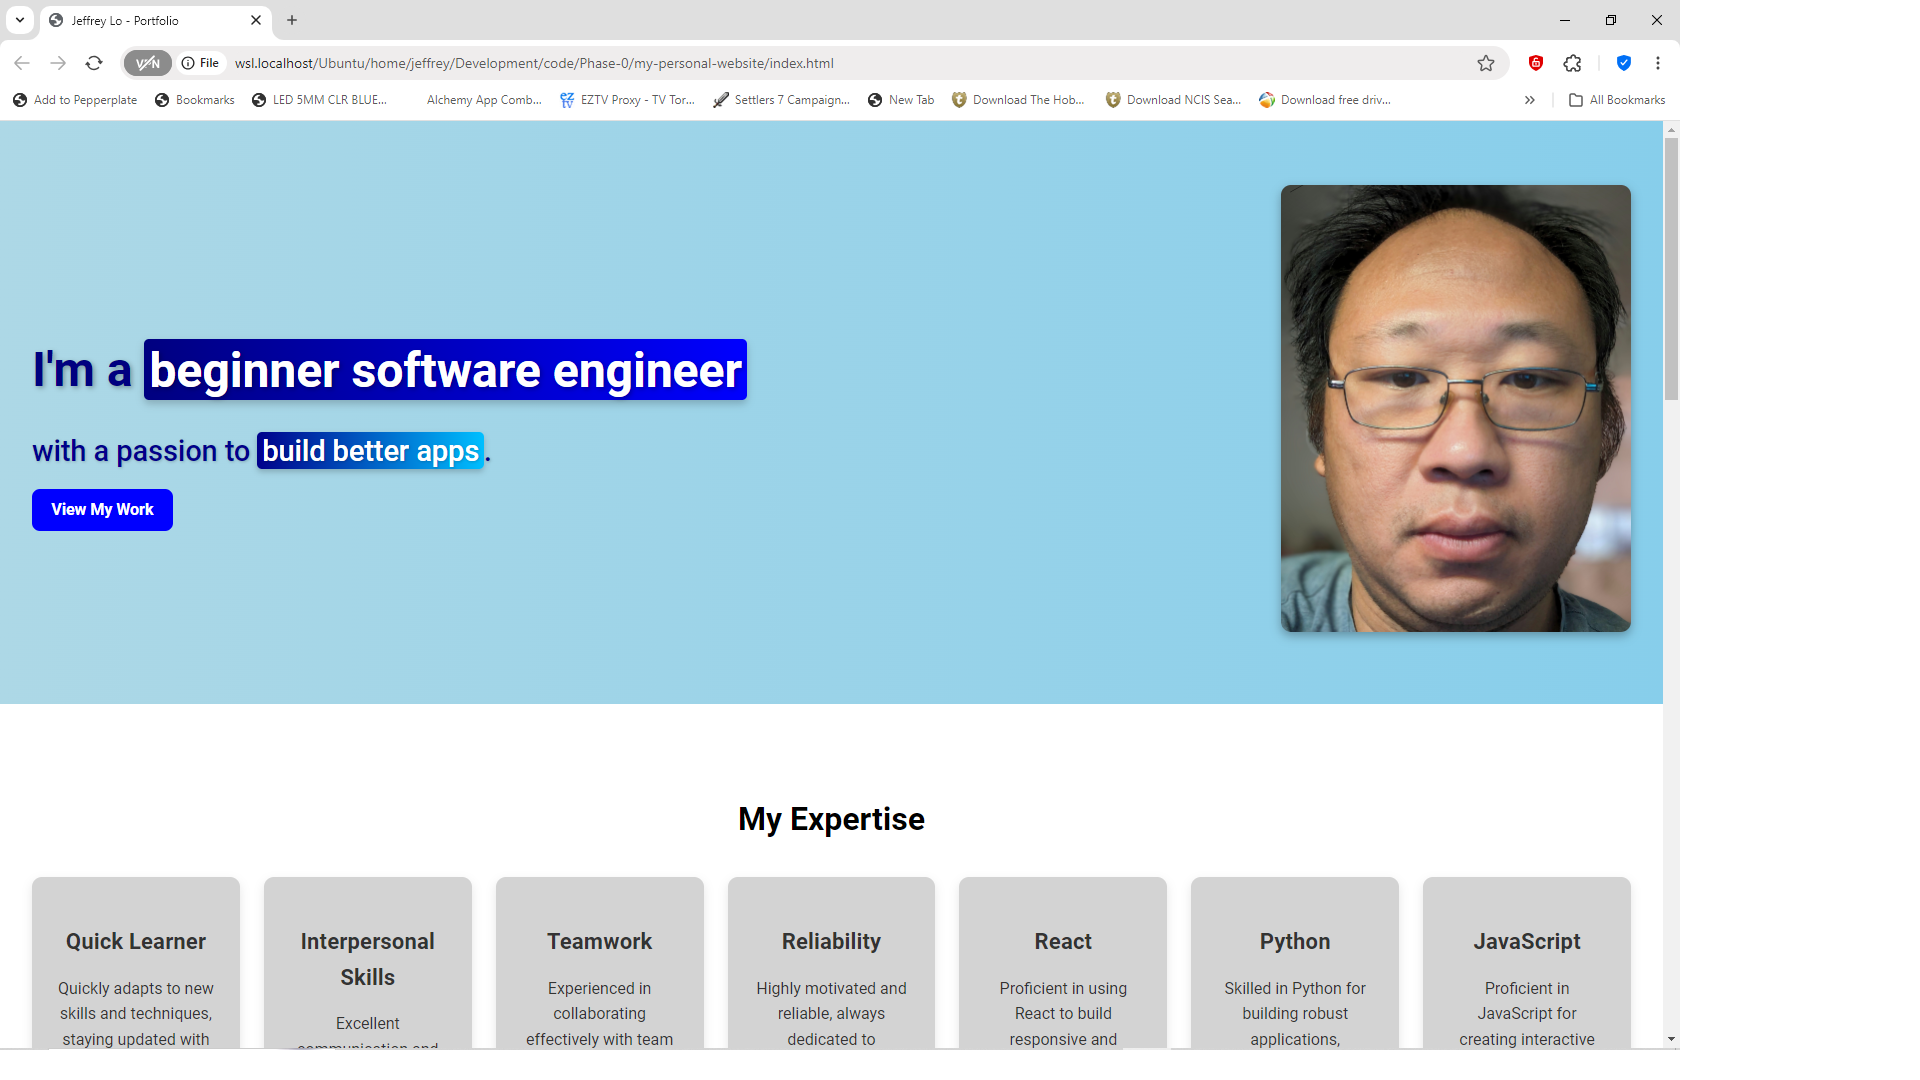 Jeffrey Lo - Portfolio
VPN
File
wsl.localhost/Ubuntu/home/jeffrey/Development/code/Phase-0/my-personal-website/index.html
Add to Pepperplate
Bookmarks
LED 5MM CLR BLUE...
Alchemy App Comb...
EZTV Proxy - TV Tor...
Settlers 7 Campaign...
New Tab
Download The Hob...
Download NCIS Sea...
Download free driv...
All Bookmarks
I'm a beginner software engineer
with a passion to build better apps.
View My Work
My Expertise
Quick Learner
Quickly adapts to new
skills and techniques,
staying updated with
Interpersonal
Skills
Excellent
communication and
Teamwork
Experienced in
collaborating
effectively with team
Reliability
Highly motivated and
reliable, always
dedicated to
React
Proficient in using
React to build
responsive and
Python
Skilled in Python for
building robust
applications,
JavaScript
Proficient in
JavaScript for
creating interactive